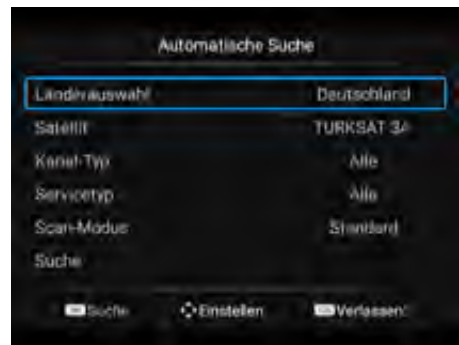 Automatische Suche
Länderauswahl Deutschland
Satellit TURKSAT 3A
Kanal-Typ Alle
Servicetyp Alle
Scan-Modus Standard
Suche
Suche Einstellen Verlassen